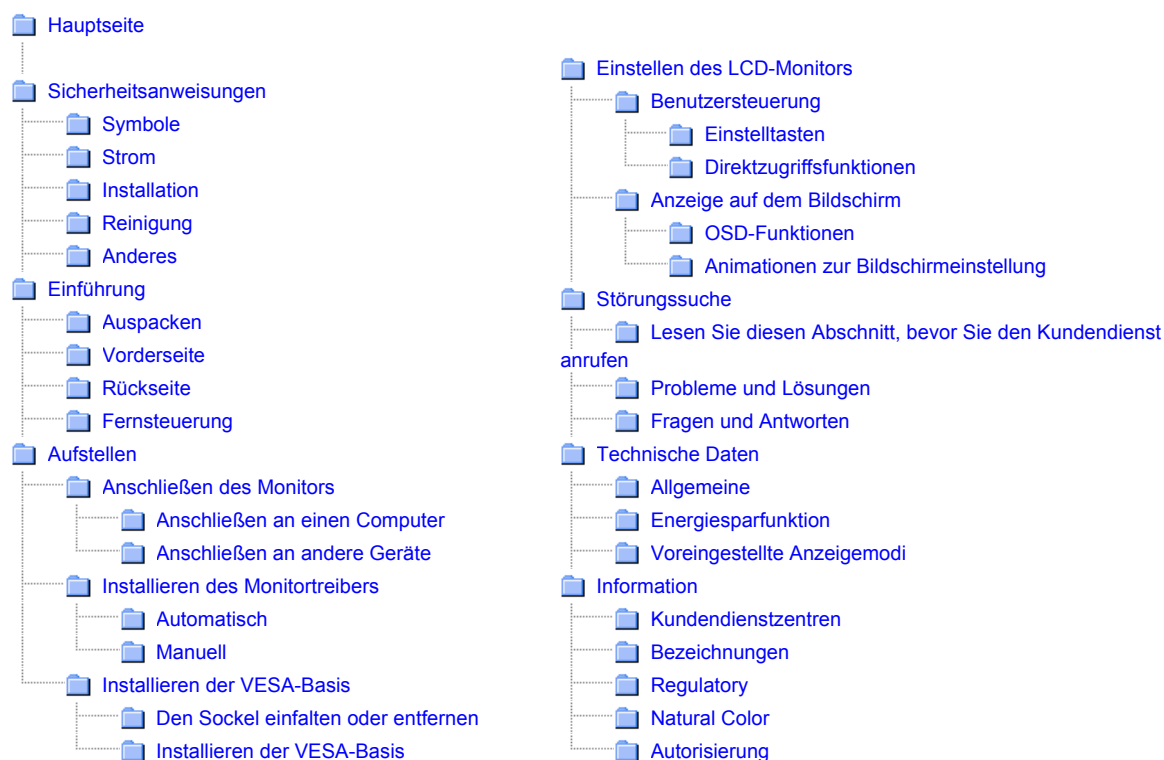 Hauptseite
Sicherheitsanweisungen
Symbole
Strom
Installation
Reinigung
Anderes
Einführung
Auspacken
Vorderseite
Rückseite
Fernsteuerung
Aufstellen
Anschließen des Monitors
Anschließen an einen Computer
Anschließen an andere Geräte
Installieren des Monitortreibers
Automatisch
Manuell
Installieren der VESA-Basis
Den Sockel einfalten oder entfernen
Installieren der VESA-Basis
Einstellen des LCD-Monitors
Benutzersteuerung
Einstelltasten
Direktzugriffsfunktionen
Anzeige auf dem Bildschirm
OSD-Funktionen
Animationen zur Bildschirmeinstellung
Störungssuche
Lesen Sie diesen Abschnitt, bevor Sie den Kundendienst
anrufen
Probleme und Lösungen
Fragen und Antworten
Technische Daten
Allgemeine
Energiesparfunktion
Voreingestellte Anzeigemodi
Information
Kundendienstzentren
Bezeichnungen
Regulatory
Natural Color
Autorisierung